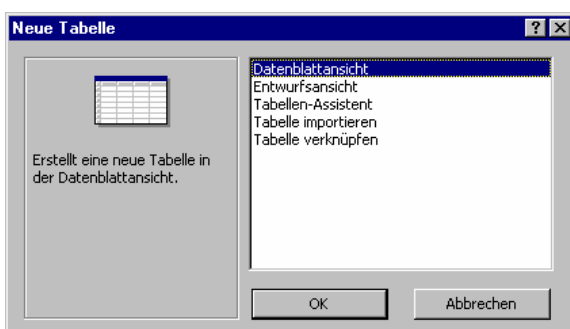 Neue Tabelle
Erstellt eine neue Tabelle in
der Datenblattansicht.
Datenblattansicht
Entwurfsansicht
Tabellen-Assistent
Tabelle importieren
Tabelle verknüpfen
OK
Abbrechen